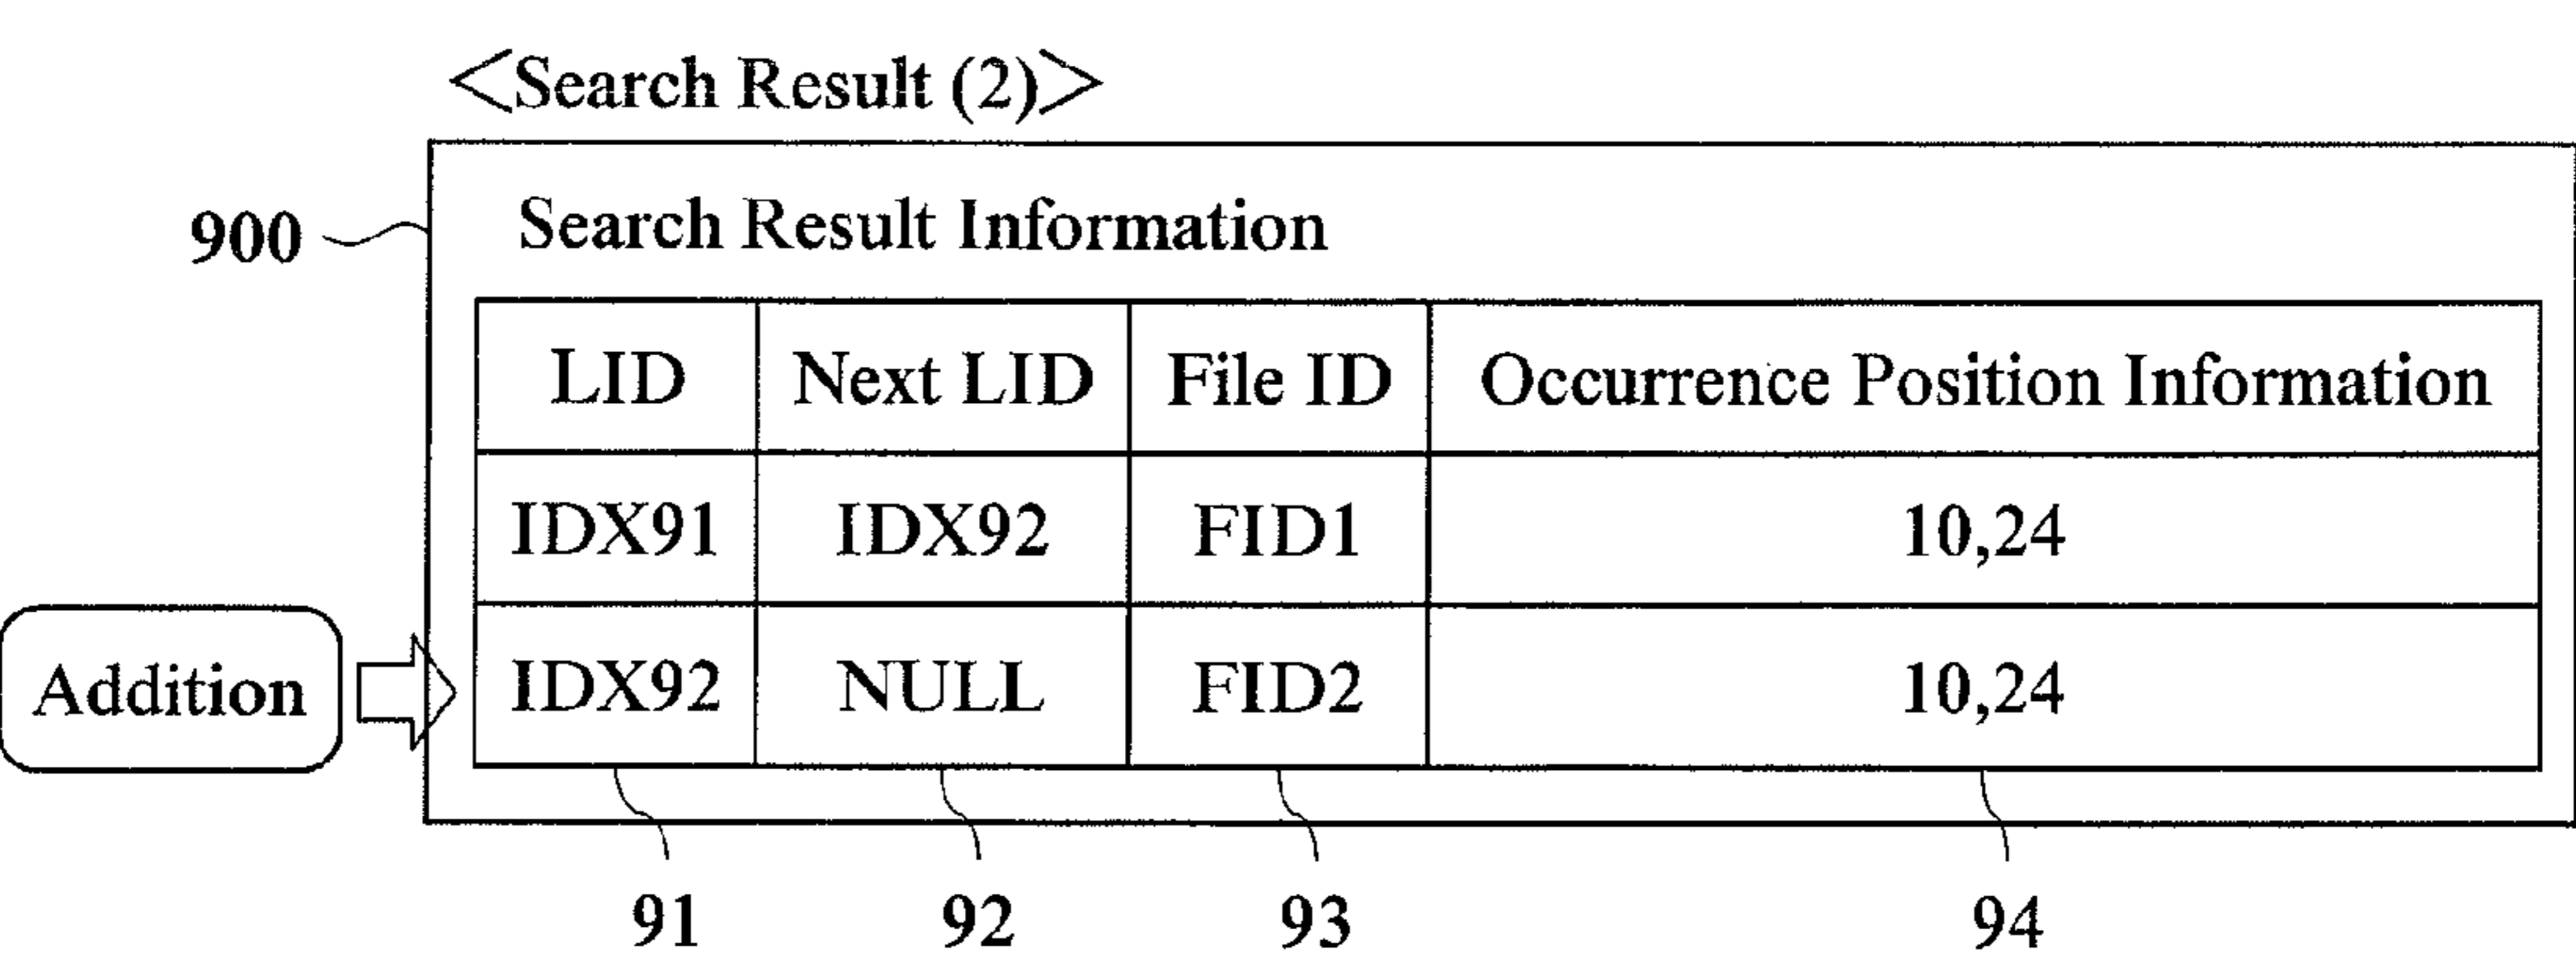 <Search Result (2)>
900
Search Result Information
LID Next LID File ID Occurrence Position Information
IDX91 IDX92 FID1 10,24
Addition IDX92 NULL FID2 10,24
91 92 93 94